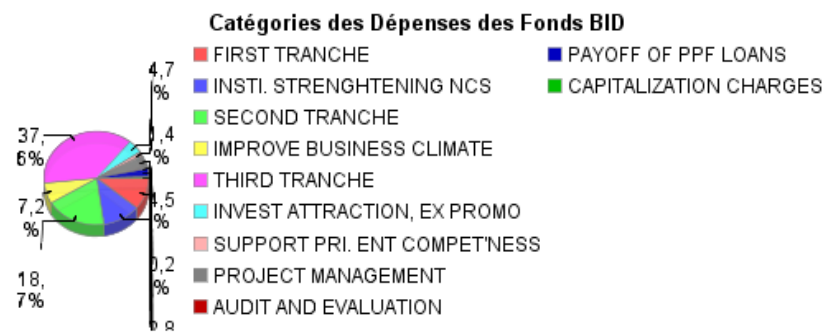 Catégories des Dépenses des Fonds BID
FIRST TRANCHE
INSTI. STRENGHTENING NCS
SECOND TRANCHE
IMPROVE BUSINESS CLIMATE
THIRD TRANCHE
INVEST ATTRACTION, EX PROMO
SUPPORT PRI. ENT COMPET'NESS
PROJECT MANAGEMENT
AUDIT AND EVALUATION
PAYOFF OF PPF LOANS
CAPITALIZATION CHARGES
37,
6%
7,2
%
18,
7%
4,7
%
%
%
%